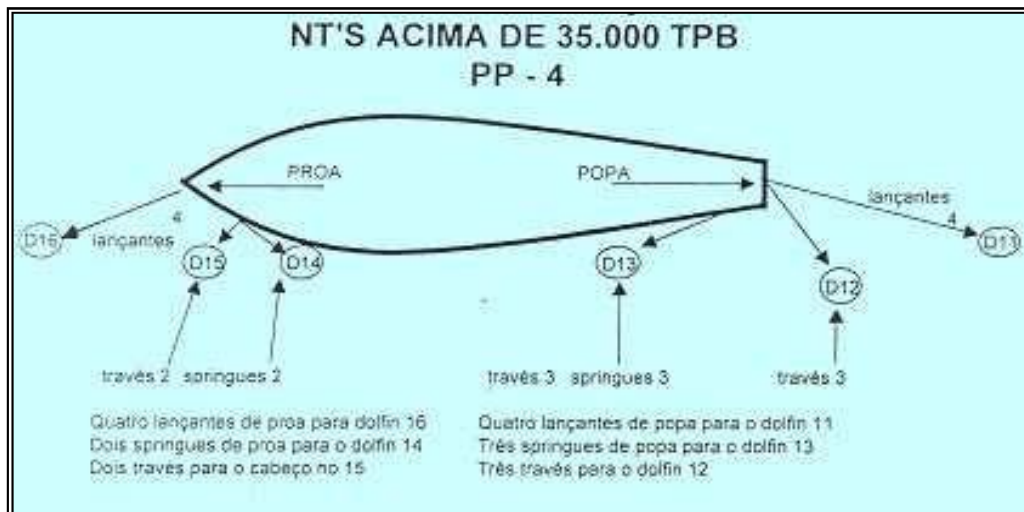 NT'S ACIMA DE 35.000 TPB
PP - 4
PROA
POPA
4
lançantes
lançantes
4
D16
D15
D14
D13
D12
D11
través 2 springues 2
través 3 springues 3
través 3
Quatro lançantes de proa para dolfin 16
Dois springues de proa para o dolfin 14
Dois través para o cabeço no 15
Quatro lançantes de popa para o dolfin 11
Três springues de popa para o dolfin 13
Três través para o dolfin 12